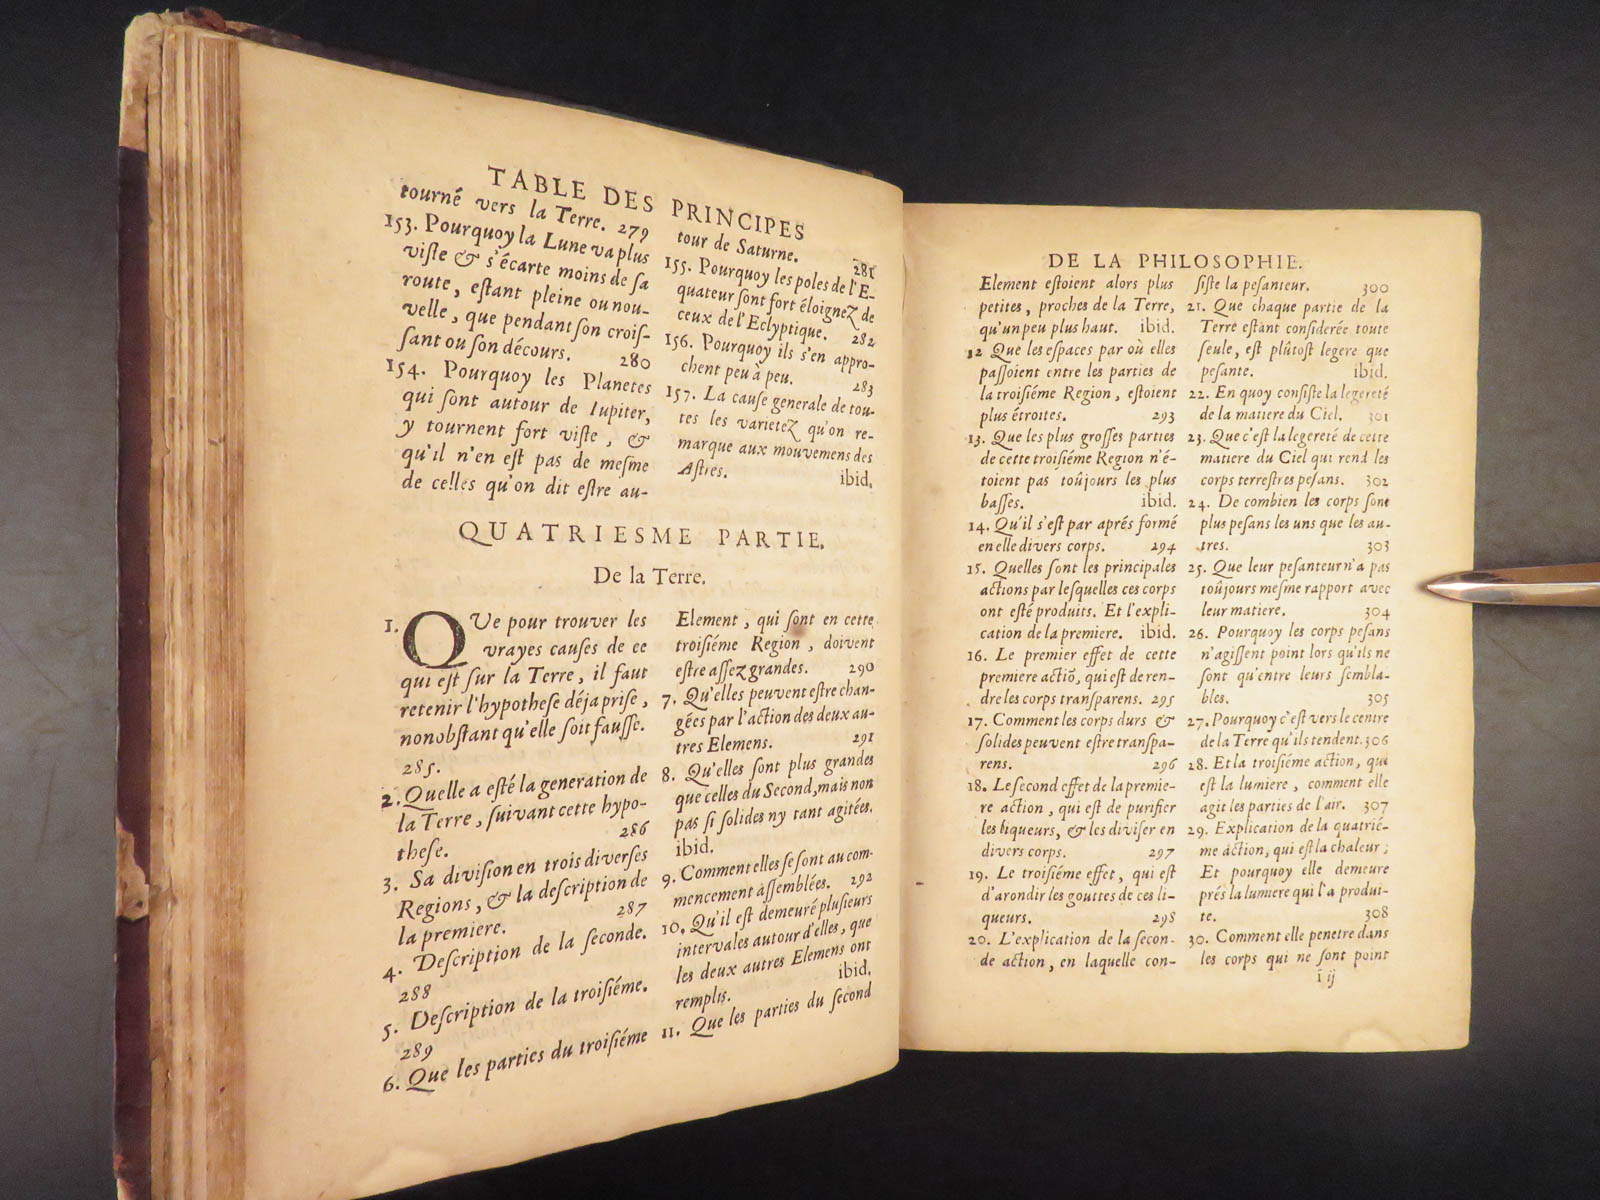 TABLE DES PRINCIPES
tourné vers la Terre. 279
153. Pourquoy la Lune va plus
viſte & s'écarte moins de ſa
route, eſtant pleine ou nou-
velle, que pendant ſon croiſ-
ſant ou ſon décours. 280
154. Pourquoy les Planetes
qui ſont autour de Iupiter,
y tournent fort viſte, &
qu'il n'en eſt pas de meſme
de celles qu'on dit eſtre au-
tour de Saturne. 281
155. Pourquoy les poles de l'E-
quateur ſont fort éloignez de
ceux de l'Eclyptique. 282
156. Pourquoy ils s'en appro-
chent peu à peu. 283
157. La cauſe generale de tou-
tes les varietez qu'on re-
marque aux mouvemens des
Aſtres. ibid.
QUATRIESME PARTIE.
De la Terre.
1. QUe pour trouver les
vrayes cauſes de ce
qui eſt ſur la Terre, il faut
retenir l'hypotheſe déja priſe,
nonobſtant qu'elle ſoit fauſſe.
285.
2. Quelle a eſté la generation de
la Terre, ſuivant cette hypo-
theſe. 286
3. Sa diviſion en trois diverſes
Regions, & la deſcription de
la premiere. 287
4. Deſcription de la ſeconde.
288
5. Deſcription de la troiſiéme.
289
6. Que les parties du troiſiéme
Element, qui ſont en cette
troiſiéme Region, doivent
eſtre aſſez grandes. 290
7. Qu'elles peuvent eſtre chan-
gées par l'action des deux au-
tres Elemens. 291
8. Qu'elles ſont plus grandes
que celles du Second, mais non
pas ſi ſolides ny tant agitées.
ibid.
9. Comment elles ſe ſont au com-
mencement aſſemblées. 292
10. Qu'il eſt demeuré pluſieurs
intervales autour d'elles, que
les deux autres Elemens ont
remplis. ibid.
11. Que les parties du ſecond
DE LA PHILOSOPHIE.
Element eſtoient alors plus
petites, proches de la Terre,
qu'un peu plus haut. ibid.
12 Que les eſpaces par où elles
paſſoient entre les parties de
la troiſiéme Region, eſtoient
plus étroites. 293
13. Que les plus groſſes parties
de cette troiſiéme Region n'é-
toient pas toûjours les plus
baſſes. ibid.
14. Qu'il s'eſt par aprés formé
en elle divers corps. 294
15. Quelles ſont les principales
actions par leſquelles ces corps
ont eſté produits. Et l'expli-
cation de la premiere. ibid.
16. Le premier effet de cette
premiere actiõ, qui eſt de ren-
dre les corps transparens. 295
17. Comment les corps durs &
ſolides peuvent eſtre tranſpa-
rens. 296
18. Le ſecond effet de la premie-
re action, qui eſt de purifier
les liqueurs, & les diviſer en
divers corps. 297
19. Le troiſiéme effet, qui eſt
d'arondir les gouttes de ces li-
queurs. 298
20. L'explication de la ſecon-
de action, en laquelle con-
ſiſte la peſanteur. 300
21. Que chaque partie de la
Terre eſtant conſiderée toute
ſeule, eſt plûtoſt legere que
peſante. ibid.
22. En quoy conſiſte la legereté
de la matiere du Ciel. 301
23. Que c'eſt la legereté de cette
matiere du Ciel qui rend les
corps terreſtres peſans. 302
24. De combien les corps ſont
plus peſans les uns que les au-
tres. 303
25. Que leur peſanteur n'a pas
toûjours meſme rapport avec
leur matiere. 304
26. Pourquoy les corps peſans
n'agiſſent point lors qu'ils ne
ſont qu'entre leurs ſembla-
bles. 305
27. Pourquoy c'eſt vers le centre
de la Terre qu'ils tendent. 306
28. Et la troiſiéme action, qui
eſt la lumiere, comment elle
agit les parties de l'air. 307
29. Explication de la quatrié-
me action, qui eſt la chaleur;
Et pourquoy elle demeure
prés la lumiere qui l'a produi-
te. 308
30. Comment elle penetre dans
les corps qui ne ſont point
i ij